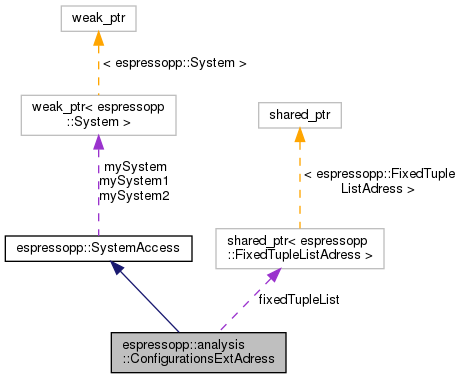 weak_ptr
< espressopp::System >
weak_ptr< espressopp
::System >
shared_ptr
mySystem
mySystem1
mySystem2
< espressopp::FixedTuple
ListAdress >
espressopp::SystemAccess
shared_ptr< espressopp
::FixedTupleListAdress >
fixedTupleList
espressopp::analysis
::ConfigurationsExtAdress